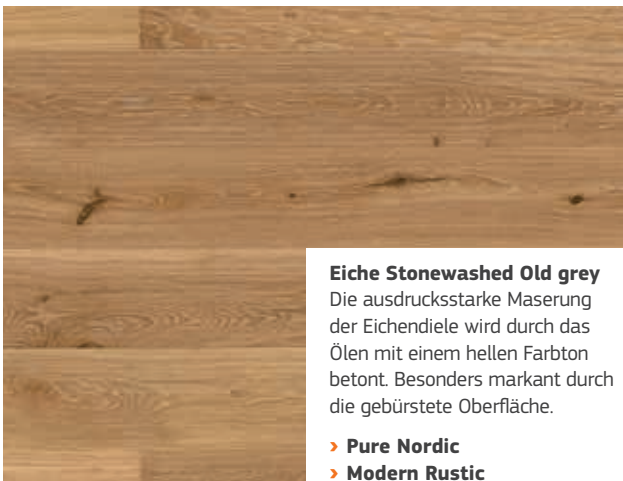 Eiche Stonewashed Old grey
Die ausdrucksstarke Maserung
der Eichendiele wird durch das
Ölen mit einem hellen Farbton
betont. Besonders markant durch
die gebürstete Oberfläche.
› Pure Nordic
› Modern Rustic